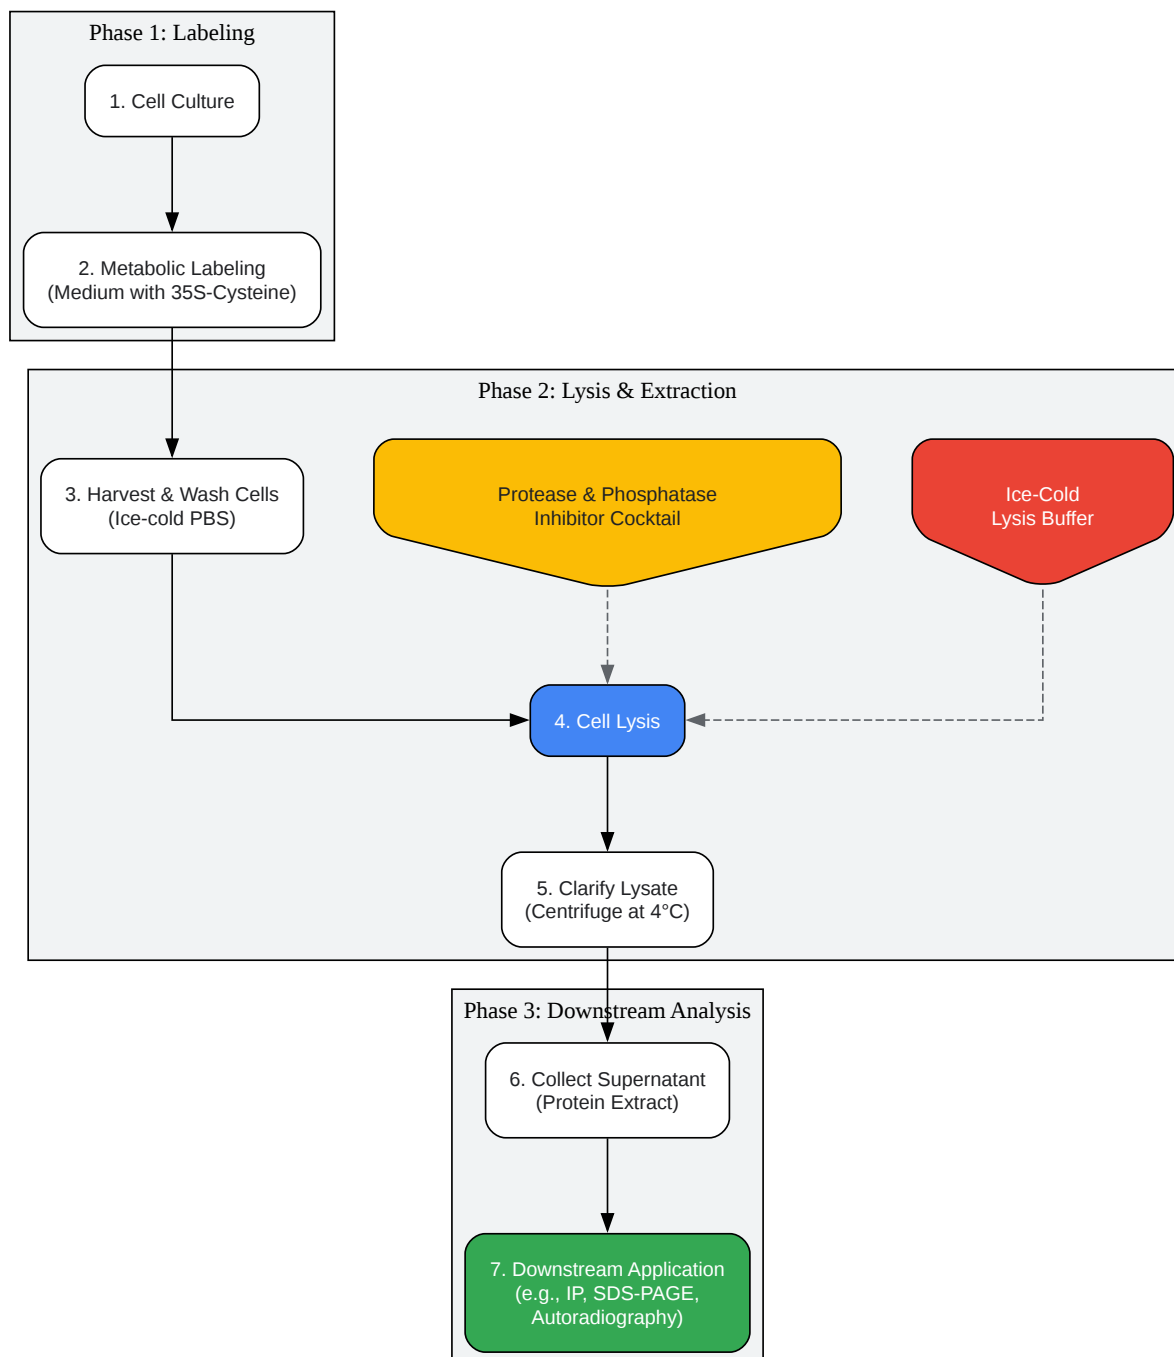 Phase 1: Labeling
1. Cell Culture
2. Metabolic Labeling
(Medium with 35S-Cysteine)
Phase 2: Lysis & Extraction
3. Harvest & Wash Cells
(Ice-cold PBS)
Protease & Phosphatase
Inhibitor Cocktail
Ice-Cold
Lysis Buffer
4. Cell Lysis
5. Clarify Lysate
(Centrifuge at 4°C)
Phase 3: Downstream Analysis
6. Collect Supernatant
(Protein Extract)
7. Downstream Application
(e.g., IP, SDS-PAGE,
Autoradiography)